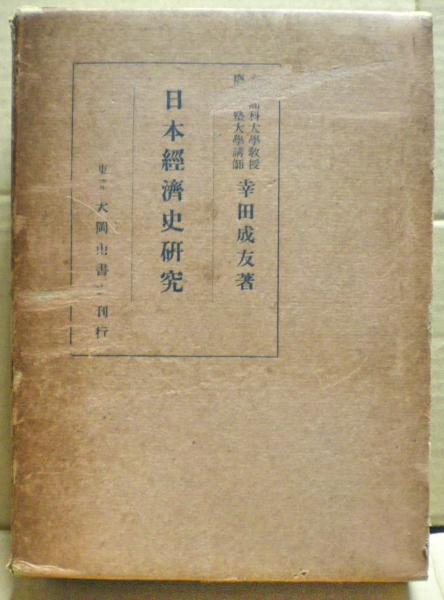 科大學教授
慶 塾大學講師
幸田成友著
日本經濟史研究
東 大岡山書 刊行